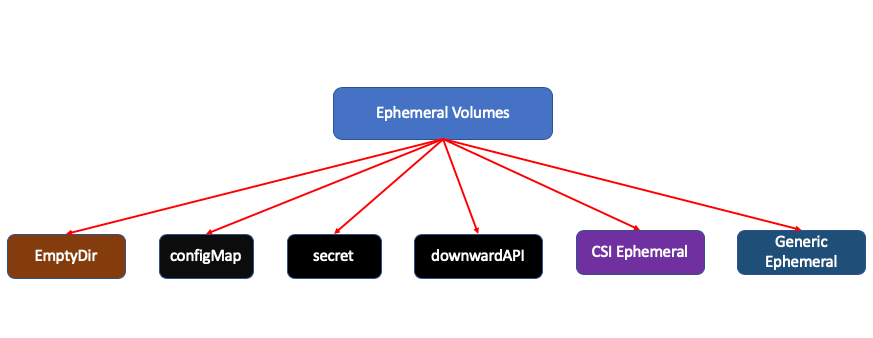 Ephemeral Volumes
EmptyDir
configMap
secret
downwardAPI
CSI Ephemeral
Generic
Ephemeral